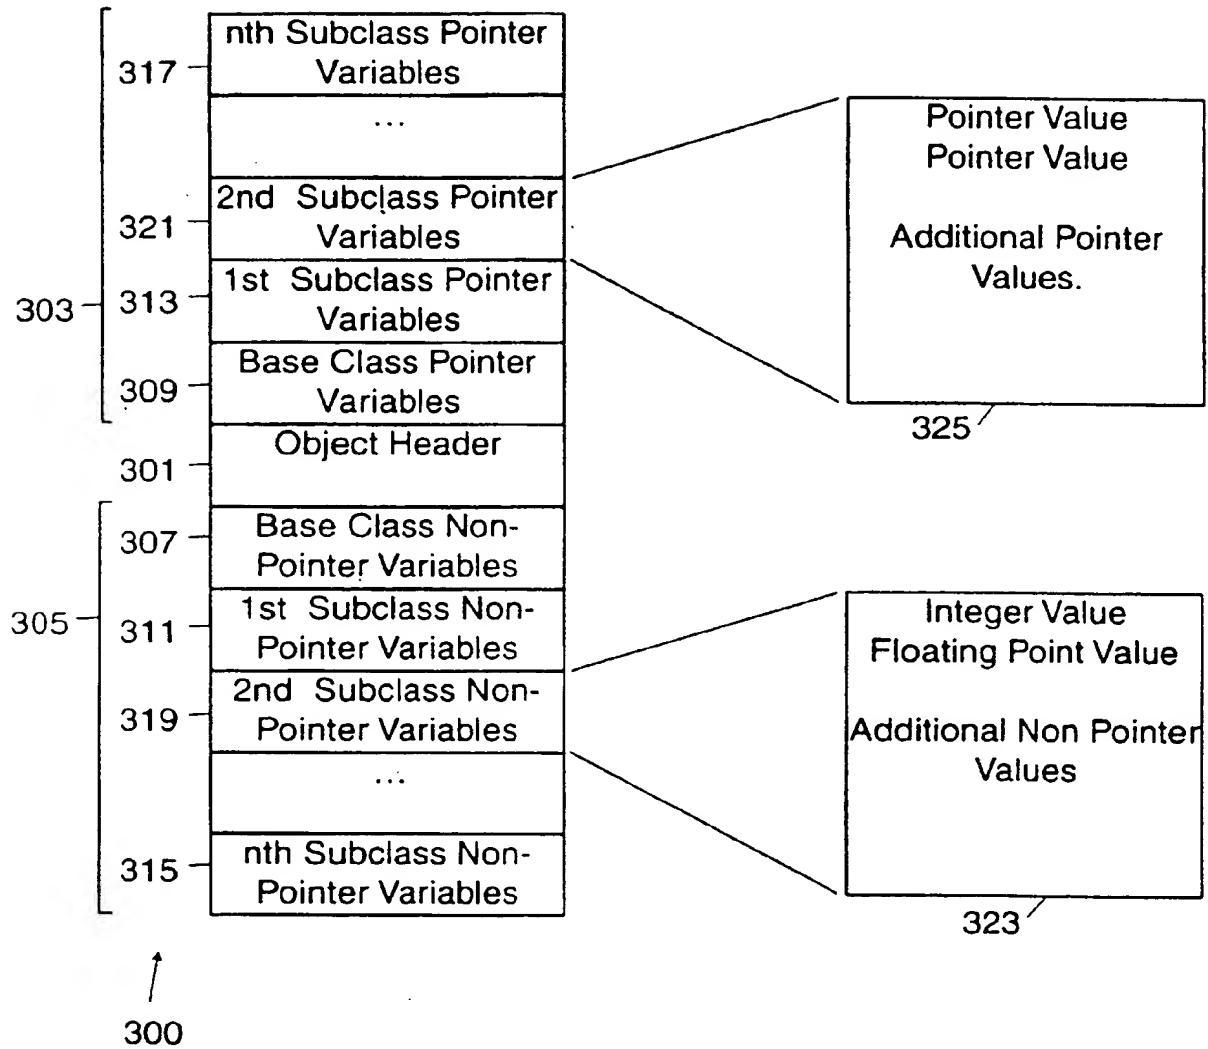 nth Subclass Pointer
Variables
317
...
2nd Subclass Pointer
Variables
321
1st Subclass Pointer
Variables
313
303
Base Class Pointer
Variables
309
Object Header
301
Base Class Non-
Pointer Variables
307
1st Subclass Non-
Pointer Variables
311
305
2nd Subclass Non-
Pointer Variables
319
...
nth Subclass Non-
Pointer Variables
315
300
Pointer Value
Pointer Value
Additional Pointer
Values.
325
Integer Value
Floating Point Value
Additional Non Pointer
Values
323